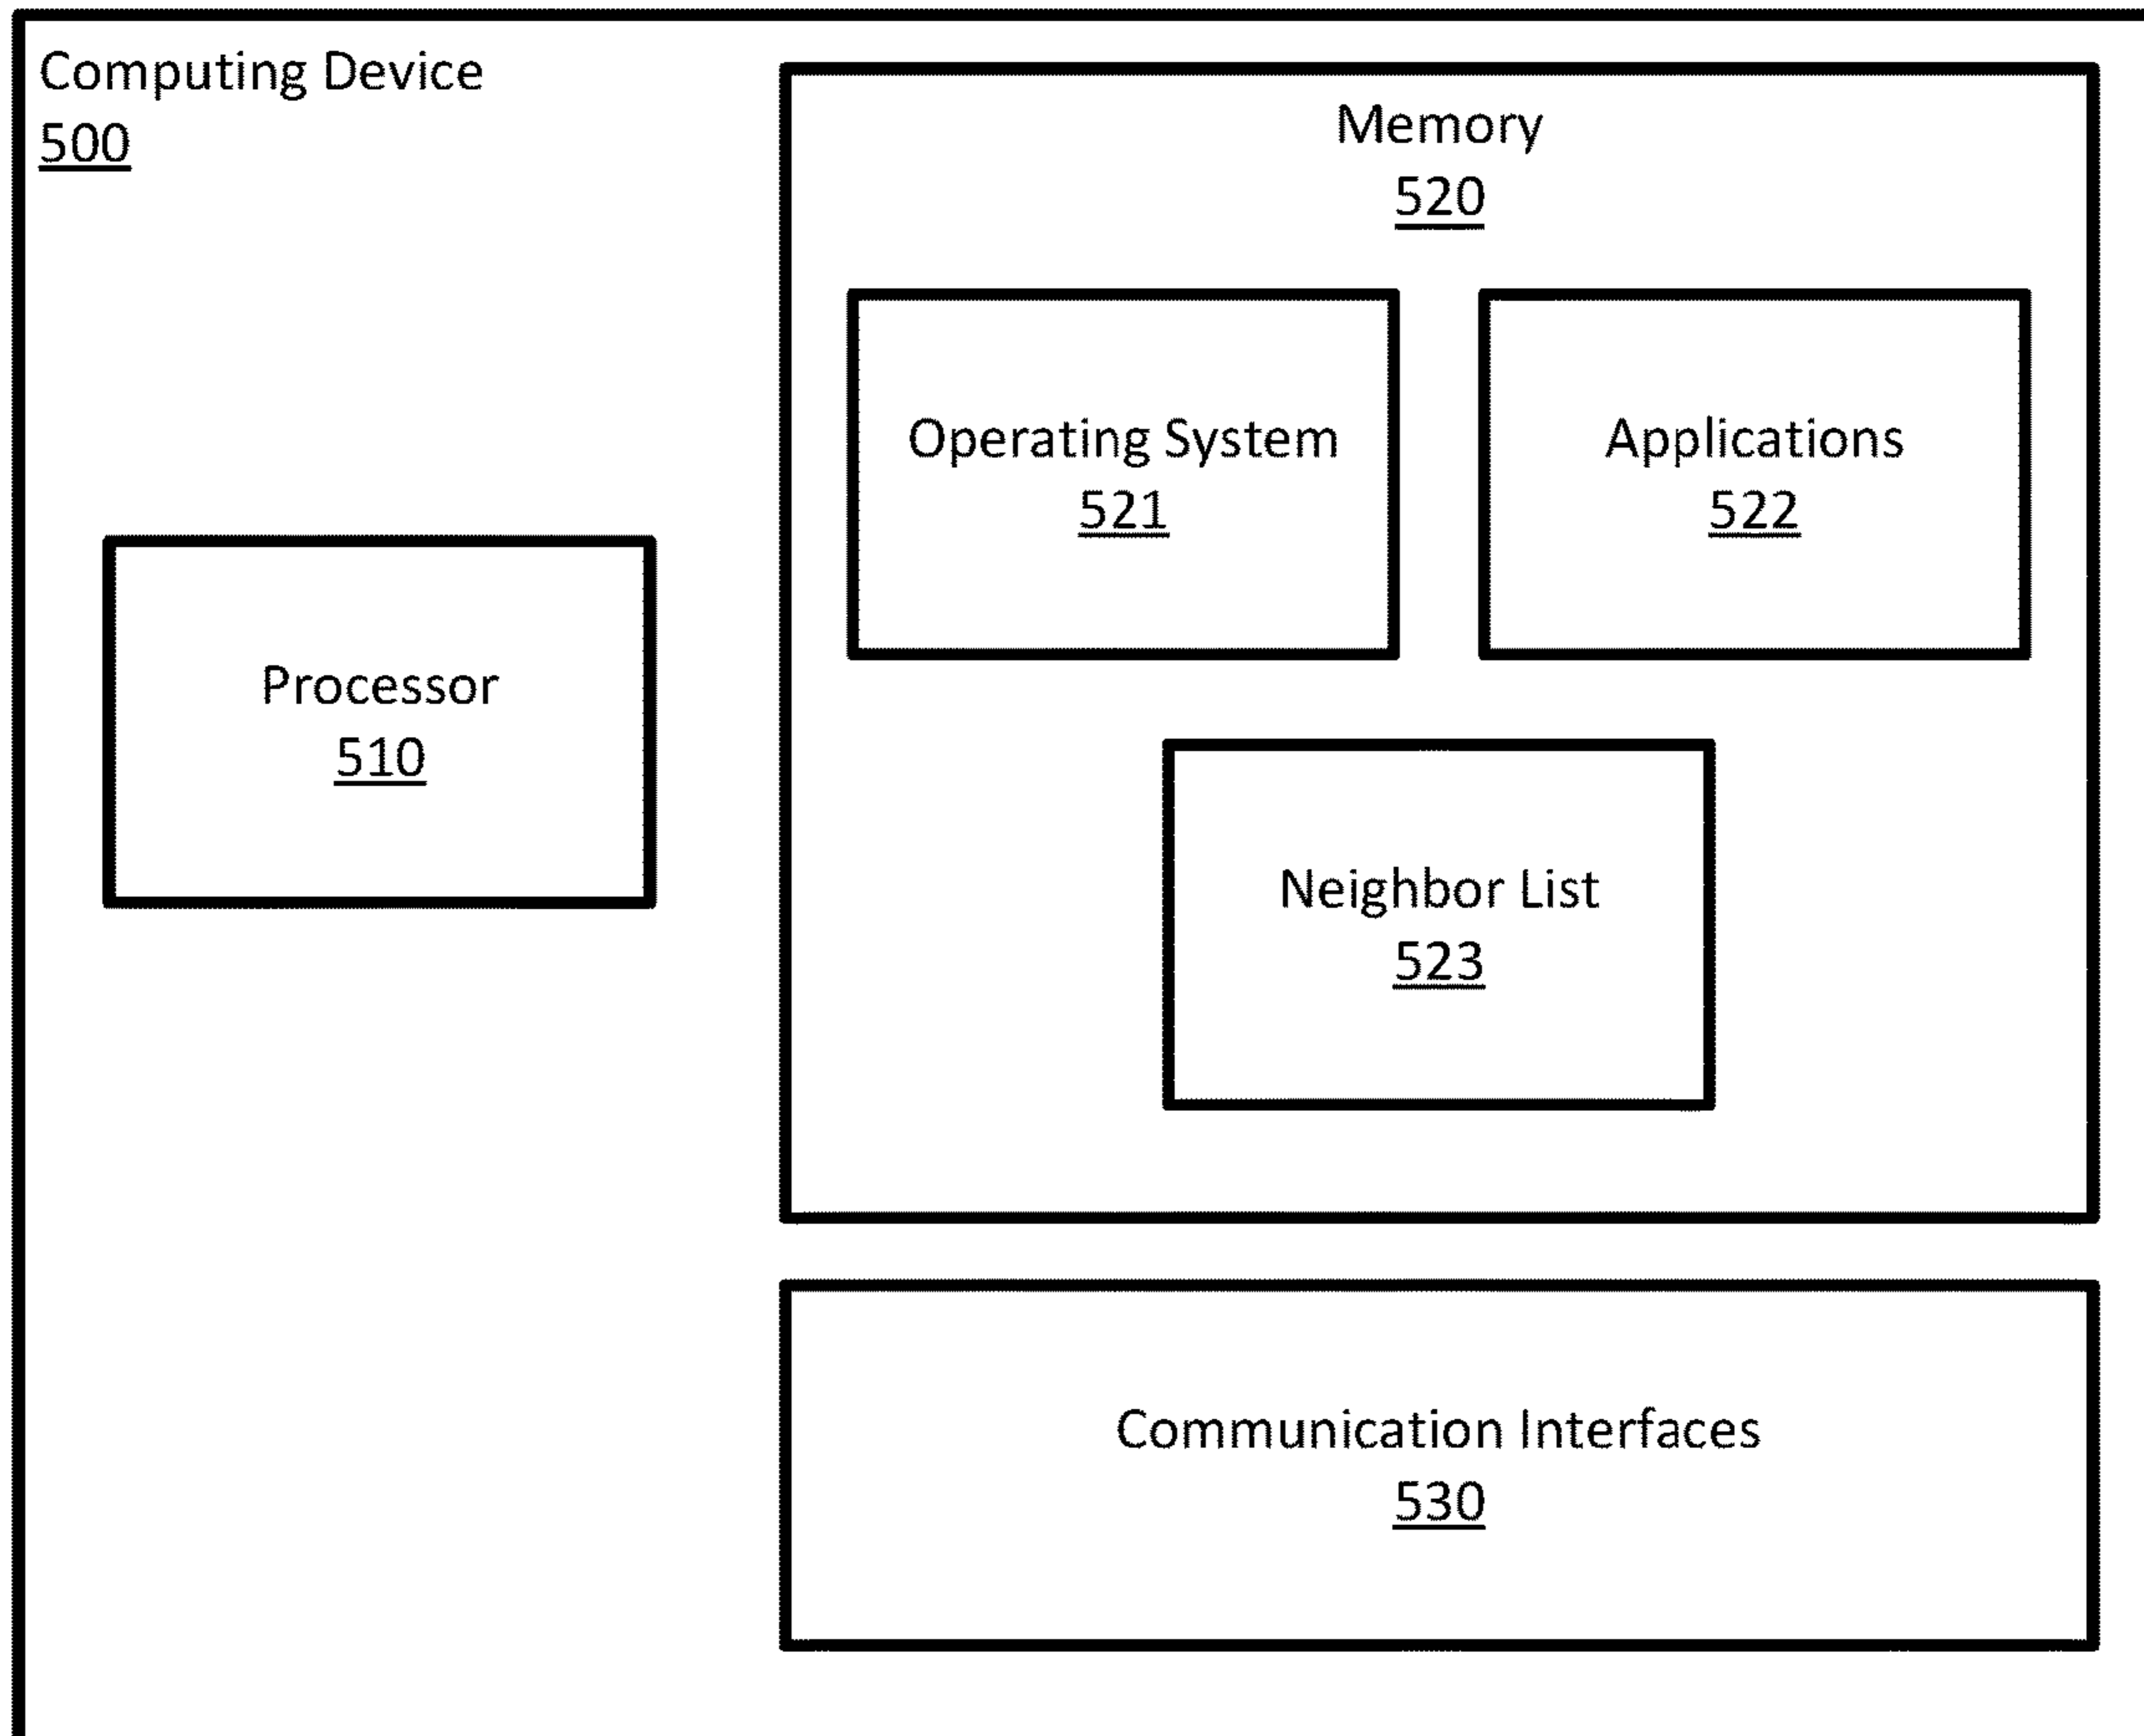 Computing Device
500
Memory
520
Operating System
521
Applications
522
Processor
510
Neighbor List
523
Communication Interfaces
530